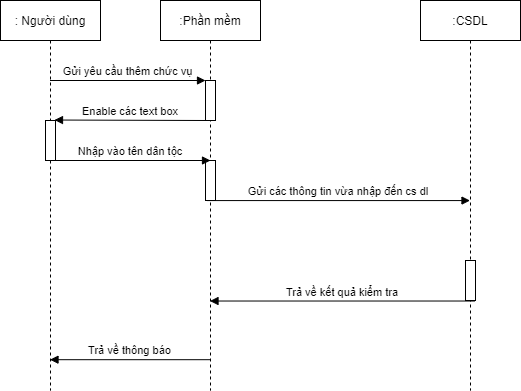 : Người dùng
:Phần mềm
:CSDL
Gửi yêu cầu thêm chức vụ
Enable các text box
Nhập vào tên dân tộc
Gửi các thông tin vừa nhập đến cs dl
Trả về kết quả kiểm tra
Trả về thông báo